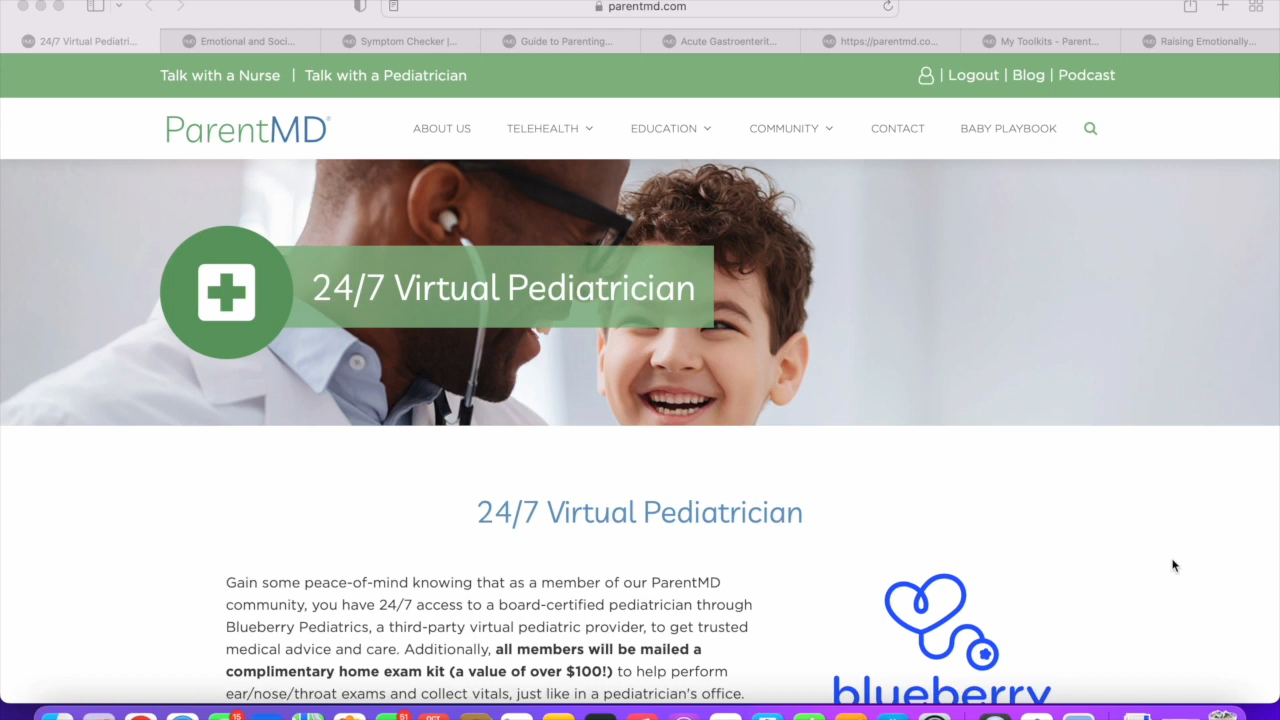 parentmd.com
24/7 Virtual Pediatri...
Emotional and Soci...
Symptom Checker |...
Guide to Parenting...
Acute Gastroenterit...
https://parentmd.co...
My Toolkits - Parent...
Raising Emotionally...
Talk with a Nurse | Talk with a Pediatrician
| Logout | Blog | Podcast
ParentMD®
ABOUT US
TELEHEALTH
EDUCATION
COMMUNITY
CONTACT
BABY PLAYBOOK
24/7 Virtual Pediatrician
24/7 Virtual Pediatrician
Gain some peace-of-mind knowing that as a member of our ParentMD
community, you have 24/7 access to a board-certified pediatrician through
Blueberry Pediatrics, a third-party virtual pediatric provider, to get trusted
medical advice and care. Additionally, all members will be mailed a
complimentary home exam kit (a value of over $100!) to help perform
ear/nose/throat exams and collect vitals, just like in a pediatrician's office.
blueberry
15
51
OCT